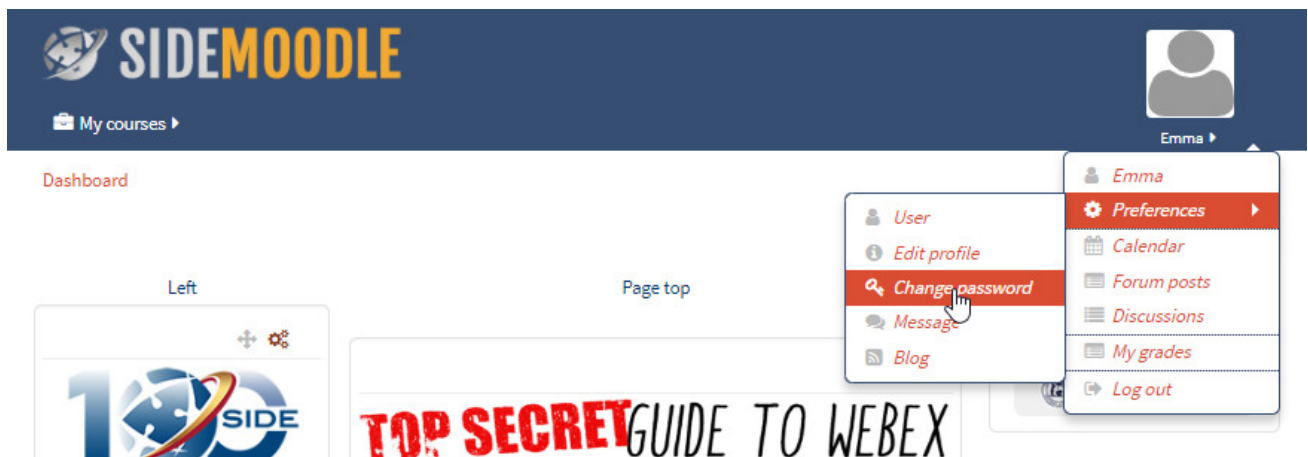 SIDEMOODLE
My courses
Emma
Dashboard
Emma
Preferences
Calendar
Forum posts
Discussions
My grades
Log out
User
Edit profile
Change password
Message
Blog
Left
Page top
100
SIDE
TOP SECRET GUIDE TO WEBEX